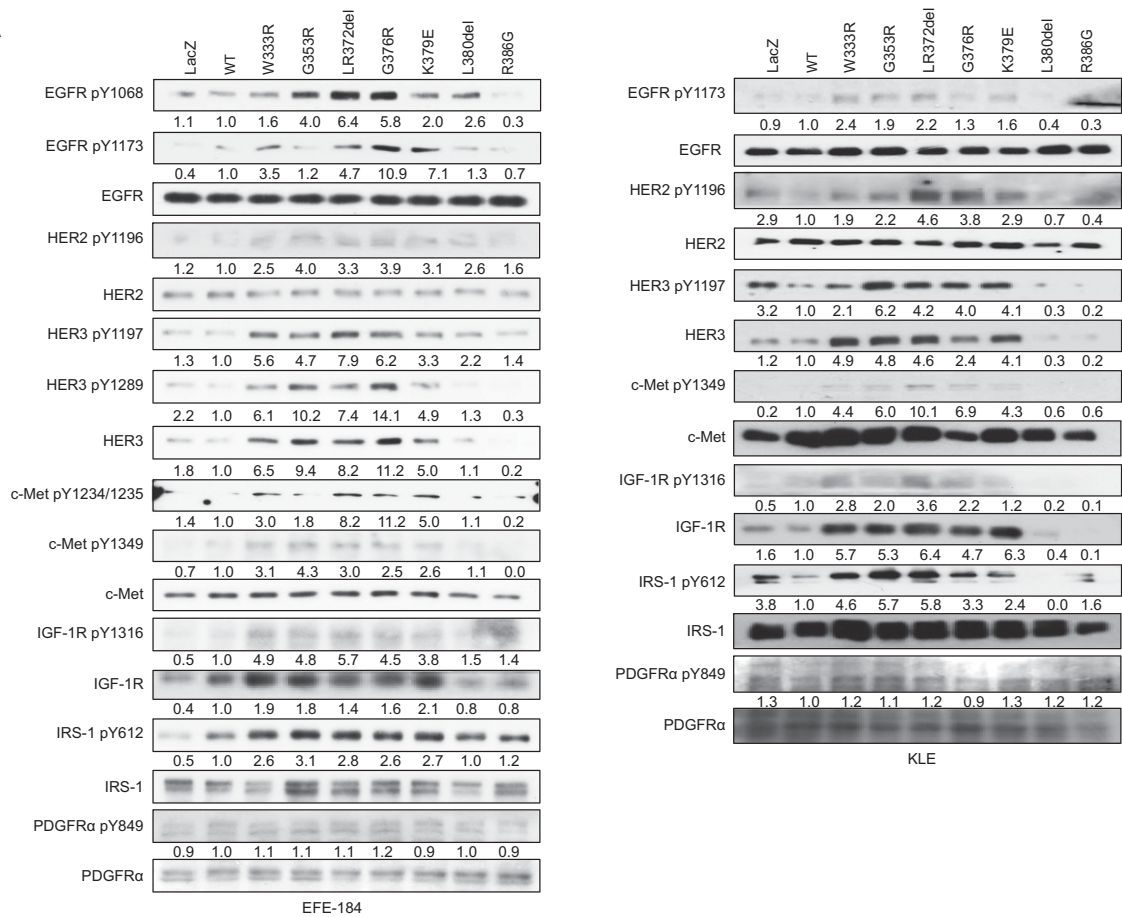 LacZ WT W333R G353R LR372del G376R K379E L380del R386G
EGFR pY1068
1.1 1.0 1.6 4.0 6.4 5.8 2.0 2.6 0.3
EGFR pY1173
0.4 1.0 3.5 1.2 4.7 10.9 7.1 1.3 0.7
EGFR
HER2 pY1196
1.2 1.0 2.5 4.0 3.3 3.9 3.1 2.6 1.6
HER2
HER3 pY1197
1.3 1.0 5.6 4.7 7.9 6.2 3.3 2.2 1.4
HER3 pY1289
2.2 1.0 6.1 10.2 7.4 14.1 4.9 1.3 0.3
HER3
1.8 1.0 6.5 9.4 8.2 11.2 5.0 1.1 0.2
c-Met pY1234/1235
1.4 1.0 3.0 1.8 8.2 11.2 5.0 1.1 0.2
c-Met pY1349
0.7 1.0 3.1 4.3 3.0 2.5 2.6 1.1 0.0
c-Met
IGF-1R pY1316
0.5 1.0 4.9 4.8 5.7 4.5 3.8 1.5 1.4
IGF-1R
0.4 1.0 1.9 1.8 1.4 1.6 2.1 0.8 0.8
IRS-1 pY612
0.5 1.0 2.6 3.1 2.8 2.6 2.7 1.0 1.2
IRS-1
PDGFRα pY849
0.9 1.0 1.1 1.1 1.1 1.2 0.9 1.0 0.9
PDGFRα
EFE-184
LacZ WT W333R G353R LR372del G376R K379E L380del R386G
EGFR pY1173
0.9 1.0 2.4 1.9 2.2 1.3 1.6 0.4 0.3
EGFR
HER2 pY1196
2.9 1.0 1.9 2.2 4.6 3.8 2.9 0.7 0.4
HER2
HER3 pY1197
3.2 1.0 2.1 6.2 4.2 4.0 4.1 0.3 0.2
HER3
1.2 1.0 4.9 4.8 4.6 2.4 4.1 0.3 0.2
c-Met pY1349
0.2 1.0 4.4 6.0 10.1 6.9 4.3 0.6 0.6
c-Met
IGF-1R pY1316
0.5 1.0 2.8 2.0 3.6 2.2 1.2 0.2 0.1
IGF-1R
1.6 1.0 5.7 5.3 6.4 4.7 6.3 0.4 0.1
IRS-1 pY612
3.8 1.0 4.6 5.7 5.8 3.3 2.4 0.0 1.6
IRS-1
PDGFRα pY849
1.3 1.0 1.2 1.1 1.2 0.9 1.3 1.2 1.2
PDGFRα
KLE